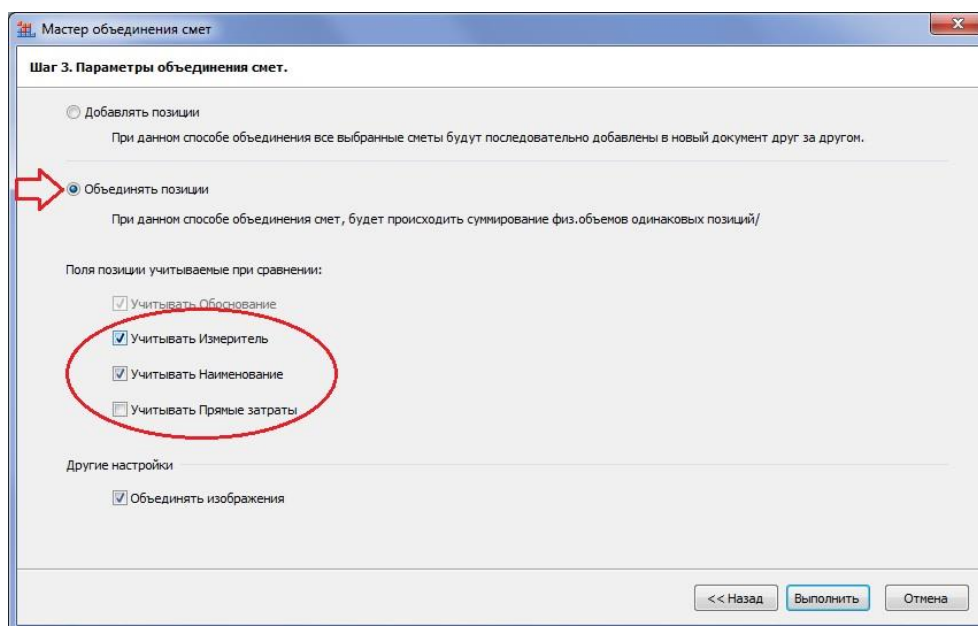 Мастер объединения смет
Шаг 3. Параметры объединения смет.
Добавлять позиции
При данном способе объединения все выбранные сметы будут последовательно добавлены в новый документ друг за другом.
Объединять позиции
При данном способе объединения смет, будет происходить суммирование физ.объемов одинаковых позиций/
Поля позиции учитываемые при сравнении:
Учитывать Обоснование
Учитывать Измеритель
Учитывать Наименование
Учитывать Прямые затраты
Другие настройки
Объединять изображения
<< Назад Выполнить Отмена